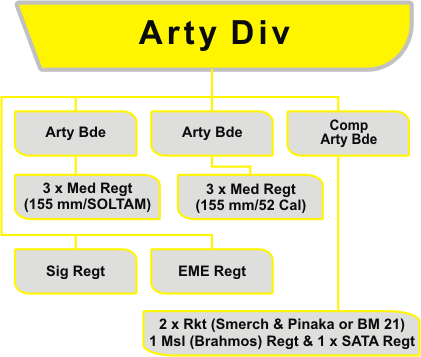 Arty Div
Arty Bde
Arty Bde
Comp
Arty Bde
3 x Med Regt
(155 mm/SOLTAM)
3 x Med Regt
(155 mm/52 Cal)
Sig Regt
EME Regt
2 x Rkt (Smerch & Pinaka or BM 21)
1 Msl (Brahmos) Regt & 1 x SATA Regt